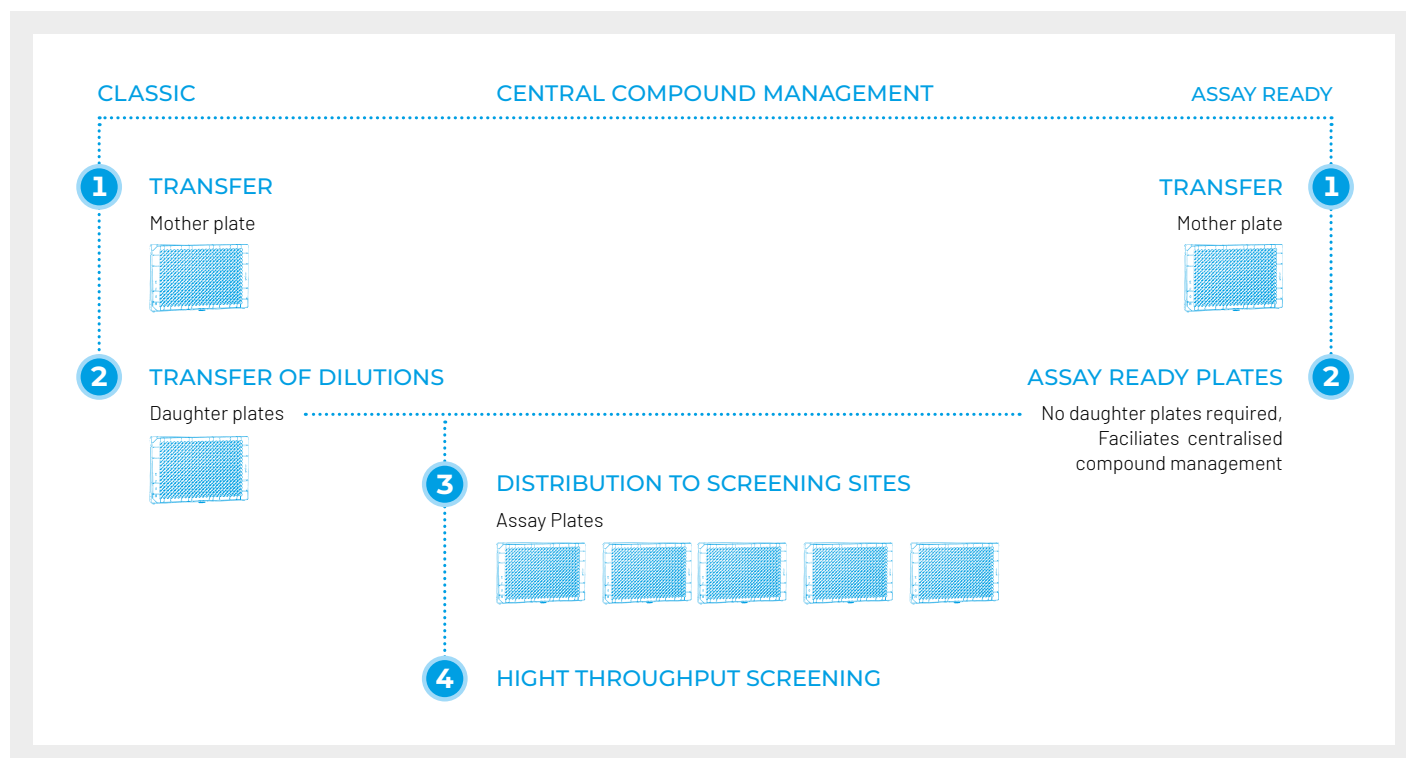 CLASSIC
CENTRAL COMPOUND MANAGEMENT
ASSAY READY
1
TRANSFER
Mother plate
TRANSFER
1
Mother plate
2
TRANSFER OF DILUTIONS
Daughter plates
ASSAY READY PLATES
2
No daughter plates required,
Faciliates centralised
compound management
3
DISTRIBUTION TO SCREENING SITES
Assay Plates
4
HIGHT THROUGHPUT SCREENING